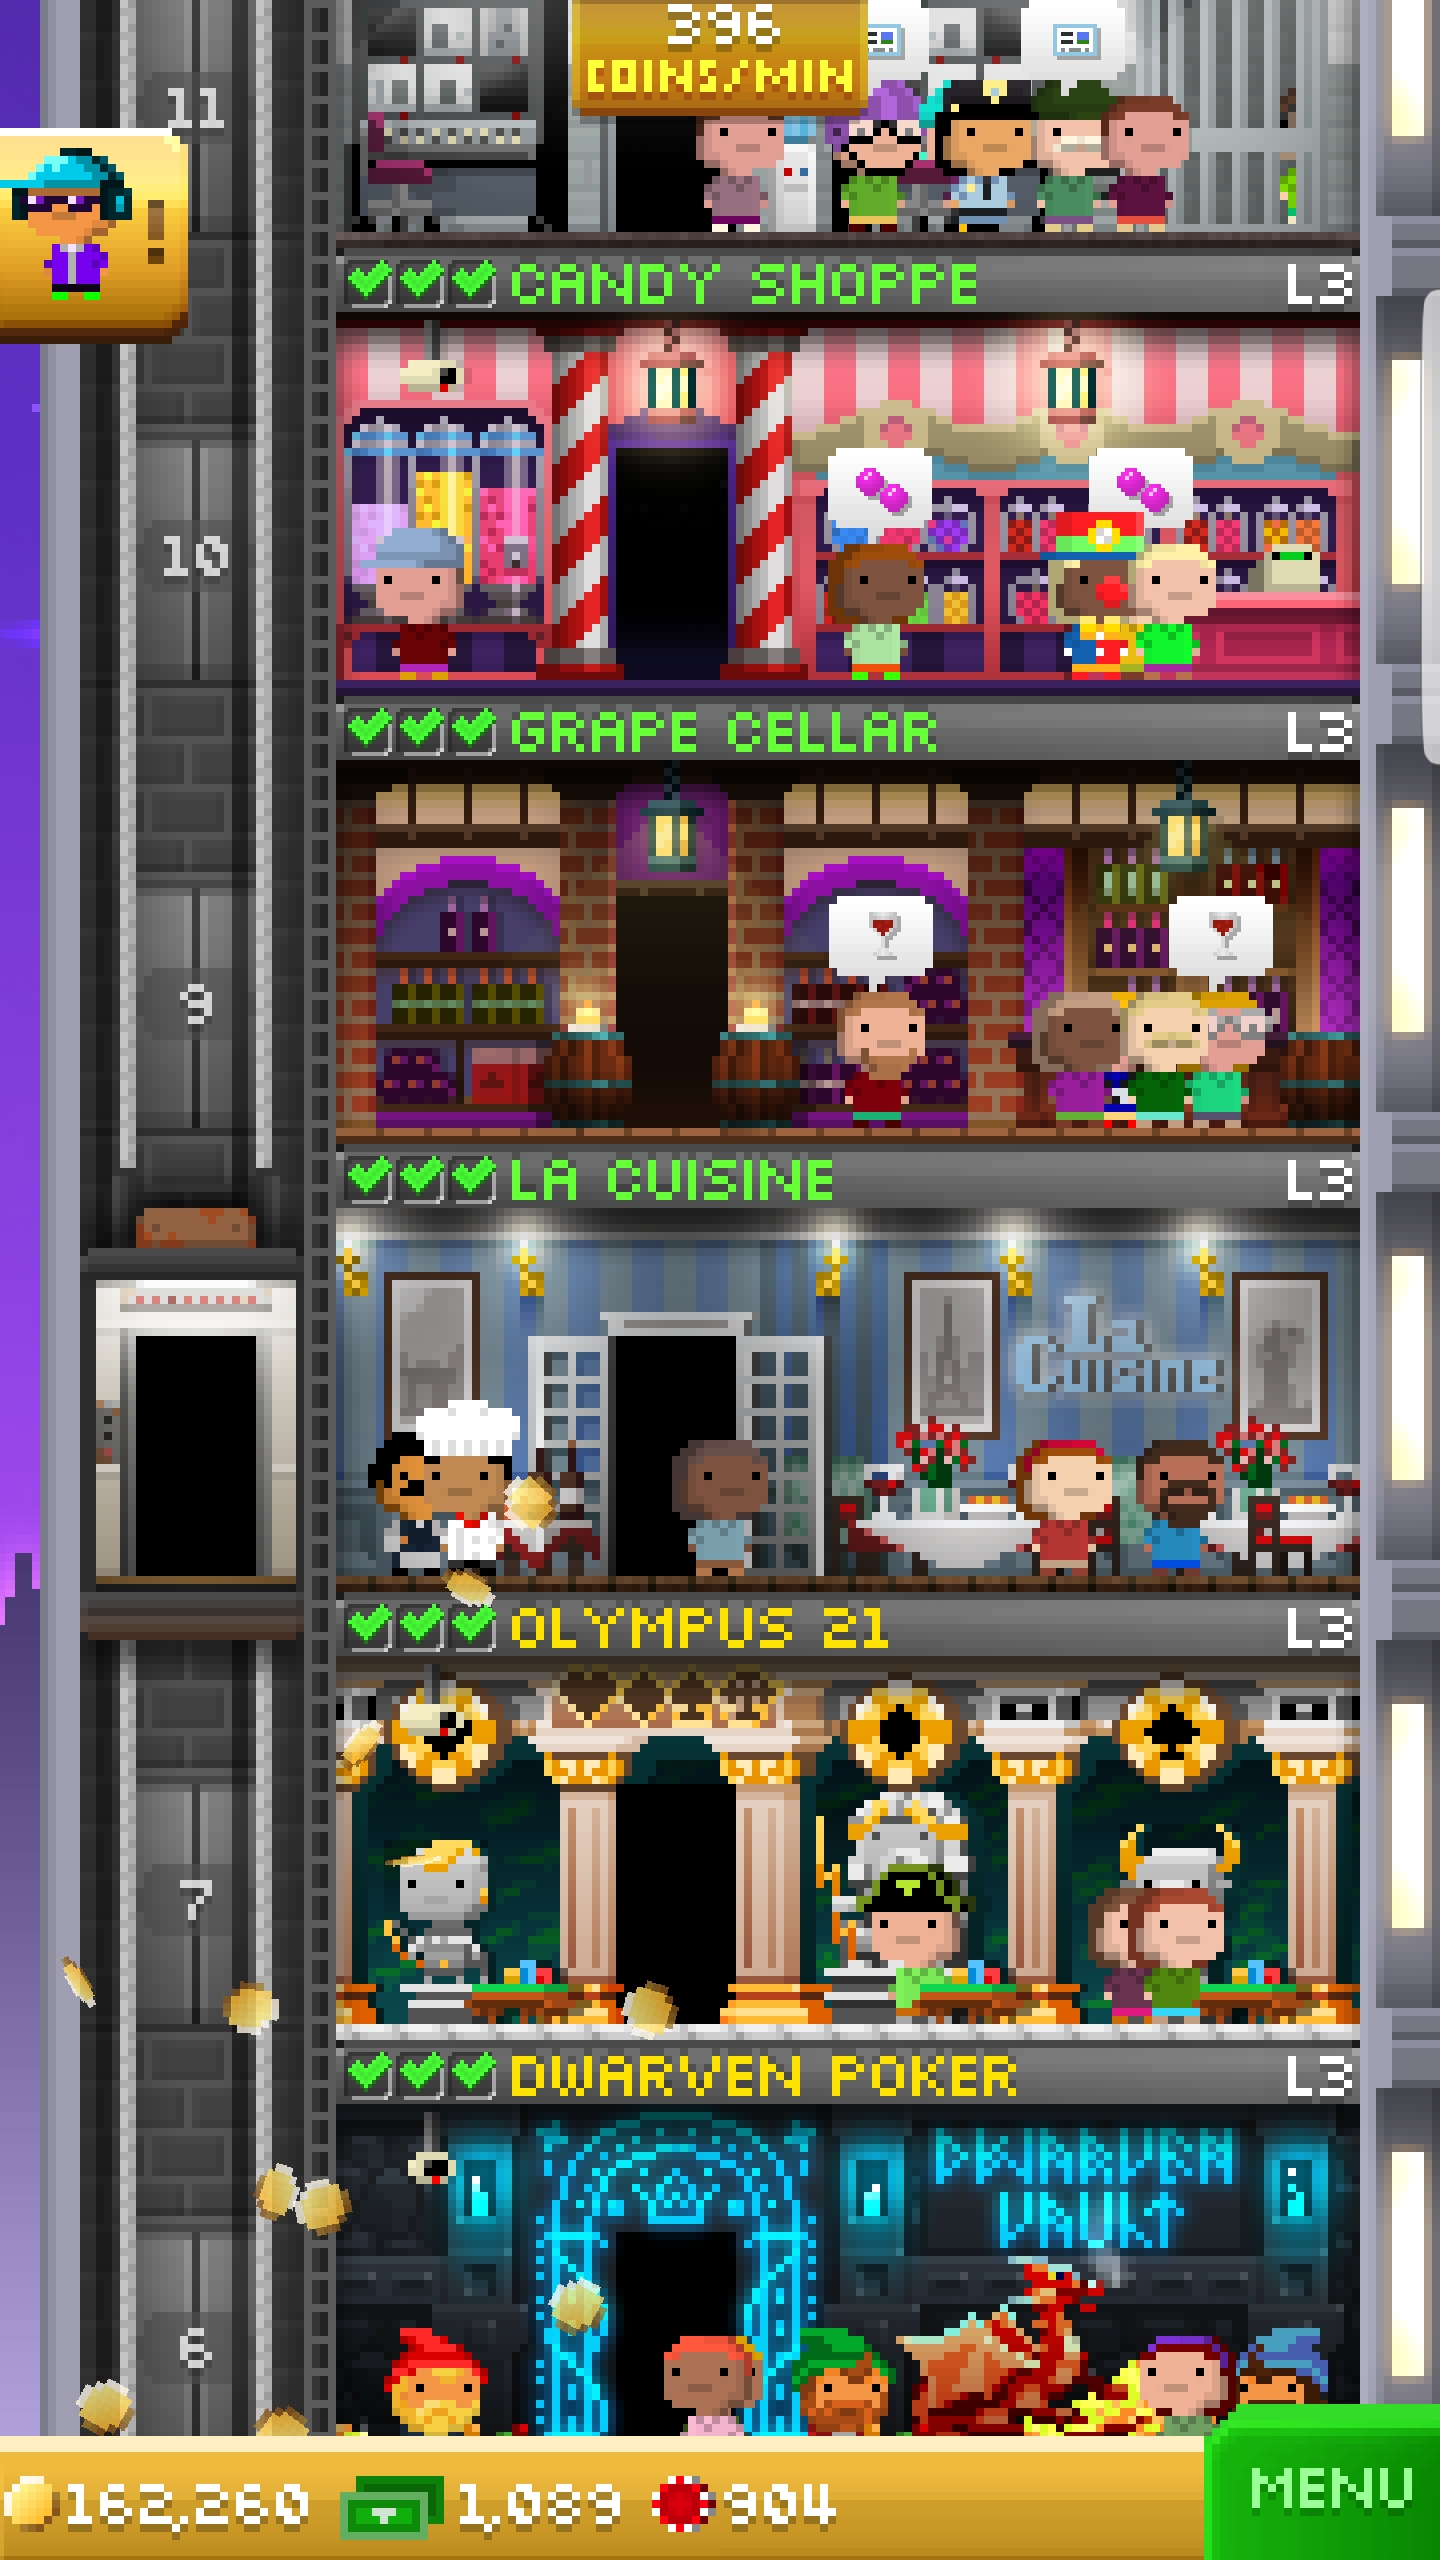 396
COINS/MIN
11
!
CANDY SHOPPE L3
10
GRAPE CELLAR L3
9
LA CUISINE L3
La
Cuisine
OLYMPUS 21 L3
7
DWARVEN POKER L3
DWARVEN
VAULT
6
162,260 1,089 904
MENU